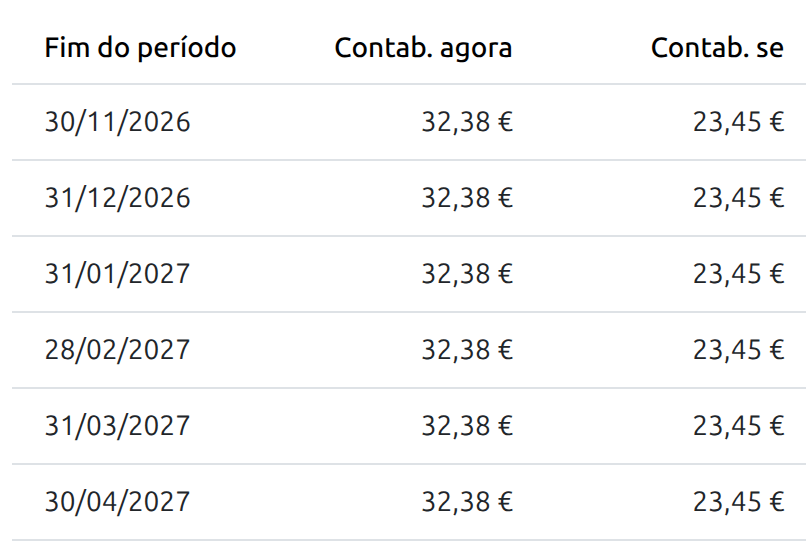 Fim do período Contab. agora Contab. se
30/11/2026 32,38 € 23,45 €
31/12/2026 32,38 € 23,45 €
31/01/2027 32,38 € 23,45 €
28/02/2027 32,38 € 23,45 €
31/03/2027 32,38 € 23,45 €
30/04/2027 32,38 € 23,45 €